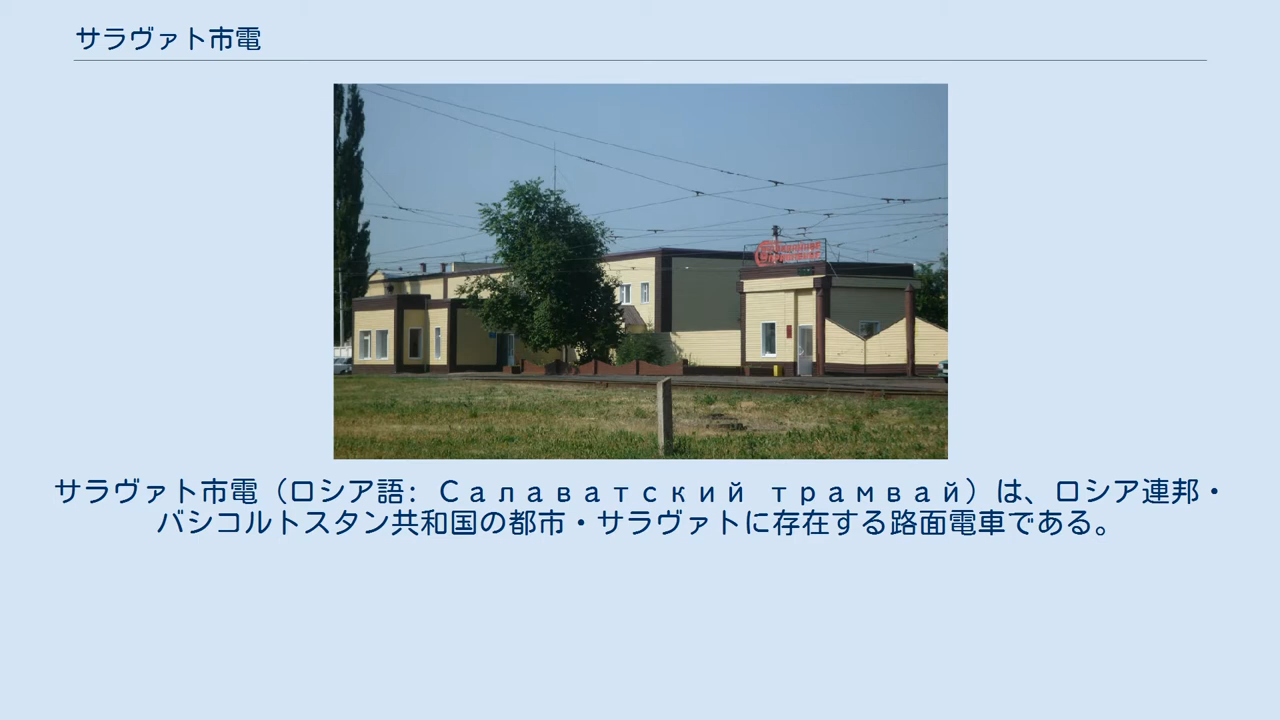 サラヴァト市電
サラヴァト市電（ロシア語: Салаватский трамвай）は、ロシア連邦・
バシコルトスタン共和国の都市・サラヴァトに存在する路面電車である。